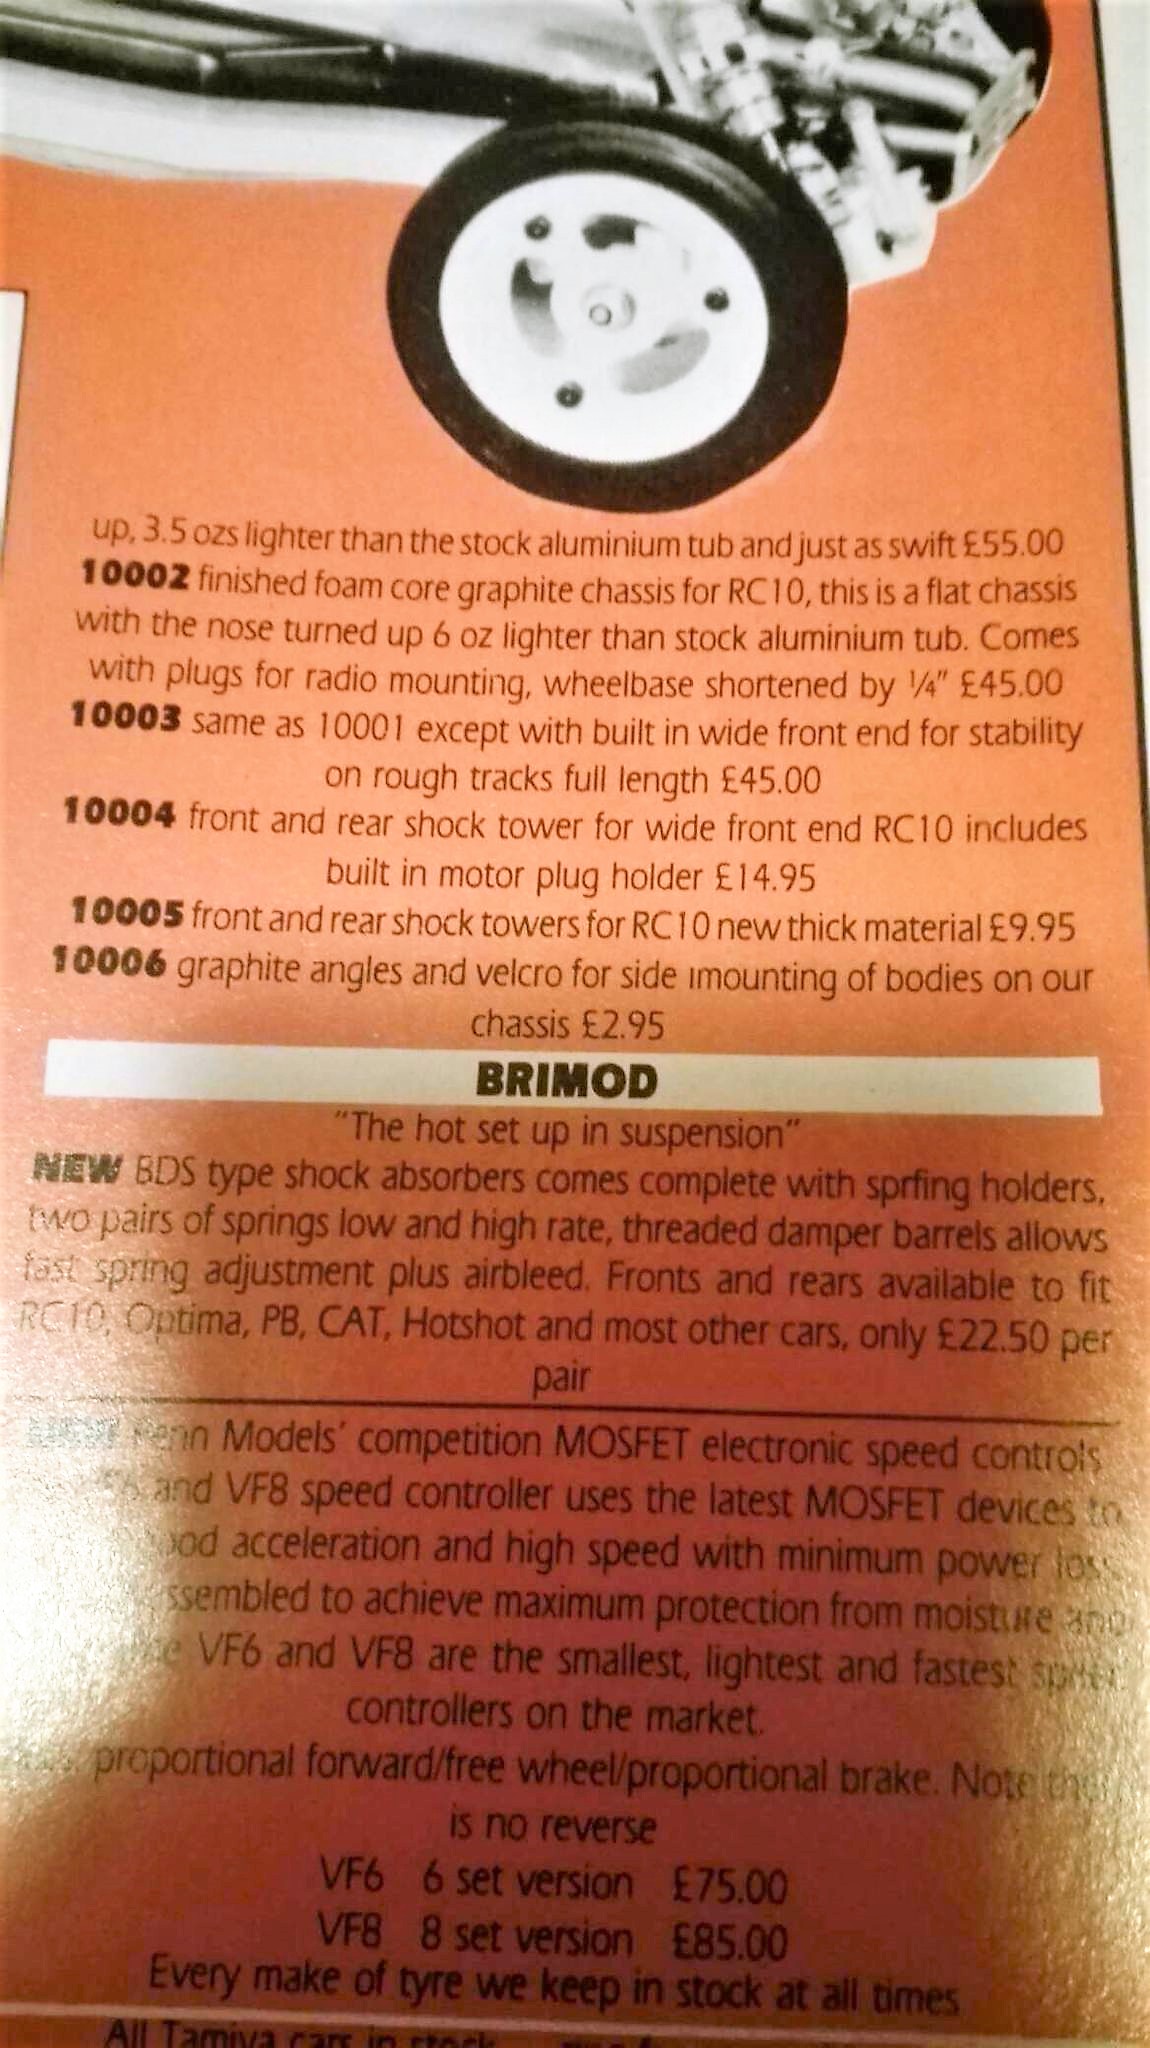 up, 3.5 ozs lighter than the stock aluminium tub and just as swift £55.00
10002 finished foam core graphite chassis for RC10, this is a flat chassis
with the nose turned up 6 oz lighter than stock aluminium tub. Comes
with plugs for radio mounting, wheelbase shortened by ¼" £45.00
10003 same as 10001 except with built in wide front end for stability
on rough tracks full length £45.00
10004 front and rear shock tower for wide front end RC10 includes
built in motor plug holder £14.95
10005 front and rear shock towers for RC10 new thick material £9.95
10006 graphite angles and velcro for side ımounting of bodies on our
chassis £2.95
BRIMOD
"The hot set up in suspension"
NEW BDS type shock absorbers comes complete with sprfing holders,
two pairs of springs low and high rate, threaded damper barrels allows
fast spring adjustment plus airbleed. Fronts and rears available to fit
RC10, Optima, PB, CAT, Hotshot and most other cars, only £22.50 per
pair
NEW Models' competition MOSFET electronic speed controls
and VF8 speed controller uses the latest MOSFET devices to
acceleration and high speed with minimum power loss
to achieve maximum protection from moisture and
VF6 and VF8 are the smallest, lightest and fastest
controllers on the market.
proportional forward/free wheel/proportional brake. Note
is no reverse
VF6 6 set version £75.00
VF8 8 set version £85.00
Every make of tyre we keep in stock at all times
All Tamiya cars in stock